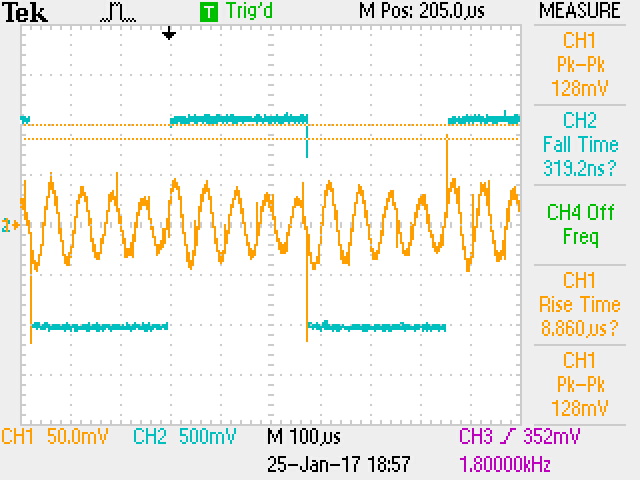 Tek T Trig'd M Pos: 205.0µs MEASURE
CH1
Pk-Pk
128mV
CH2
Fall Time
319.2ns?
CH4 Off
Freq
CH1
Rise Time
8.860µs?
CH1
Pk-Pk
128mV
2
CH1 50.0mV CH2 500mV M 100µs CH3 352mV
25-Jan-17 18:57 1.80000kHz